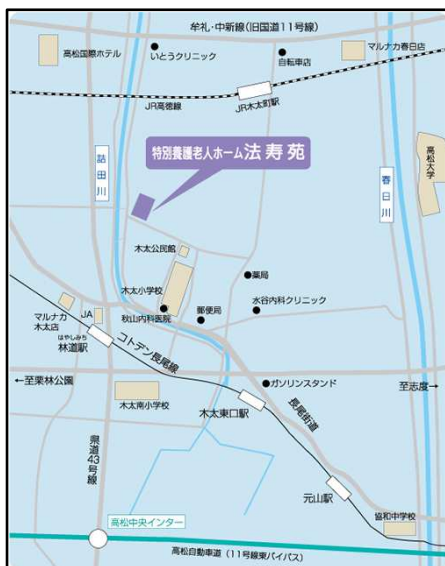 牟礼・中新線(旧国道11号線)
高松国際ホテル
いとうクリニック
自転車店
マルナカ春日店
JR高徳線
JR木太町駅
特別養護老人ホーム法寿苑
詰田川
春日川
高松大学
木太公民館
木太小学校
薬局
水谷内科クリニック
秋山内科医院
郵便局
マルナカ
木太店
JA
はやしみち
林道駅
コトデン長尾線
←至栗林公園
木太南小学校
木太東口駅
ガソリンスタンド
至志度→
長尾街道
県道43号線
元山駅
協和中学校
高松中央インター
高松自動車道(11号線東バイパス)